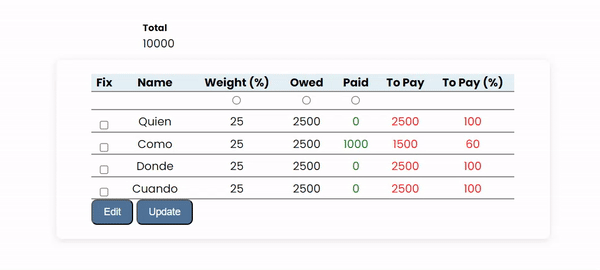 Total
10000
Fix Name Weight (%) Owed Paid To Pay To Pay (%)
Quien 25 2500 0 2500 100
Como 25 2500 1000 1500 60
Donde 25 2500 0 2500 100
Cuando 25 2500 0 2500 100
Edit Update